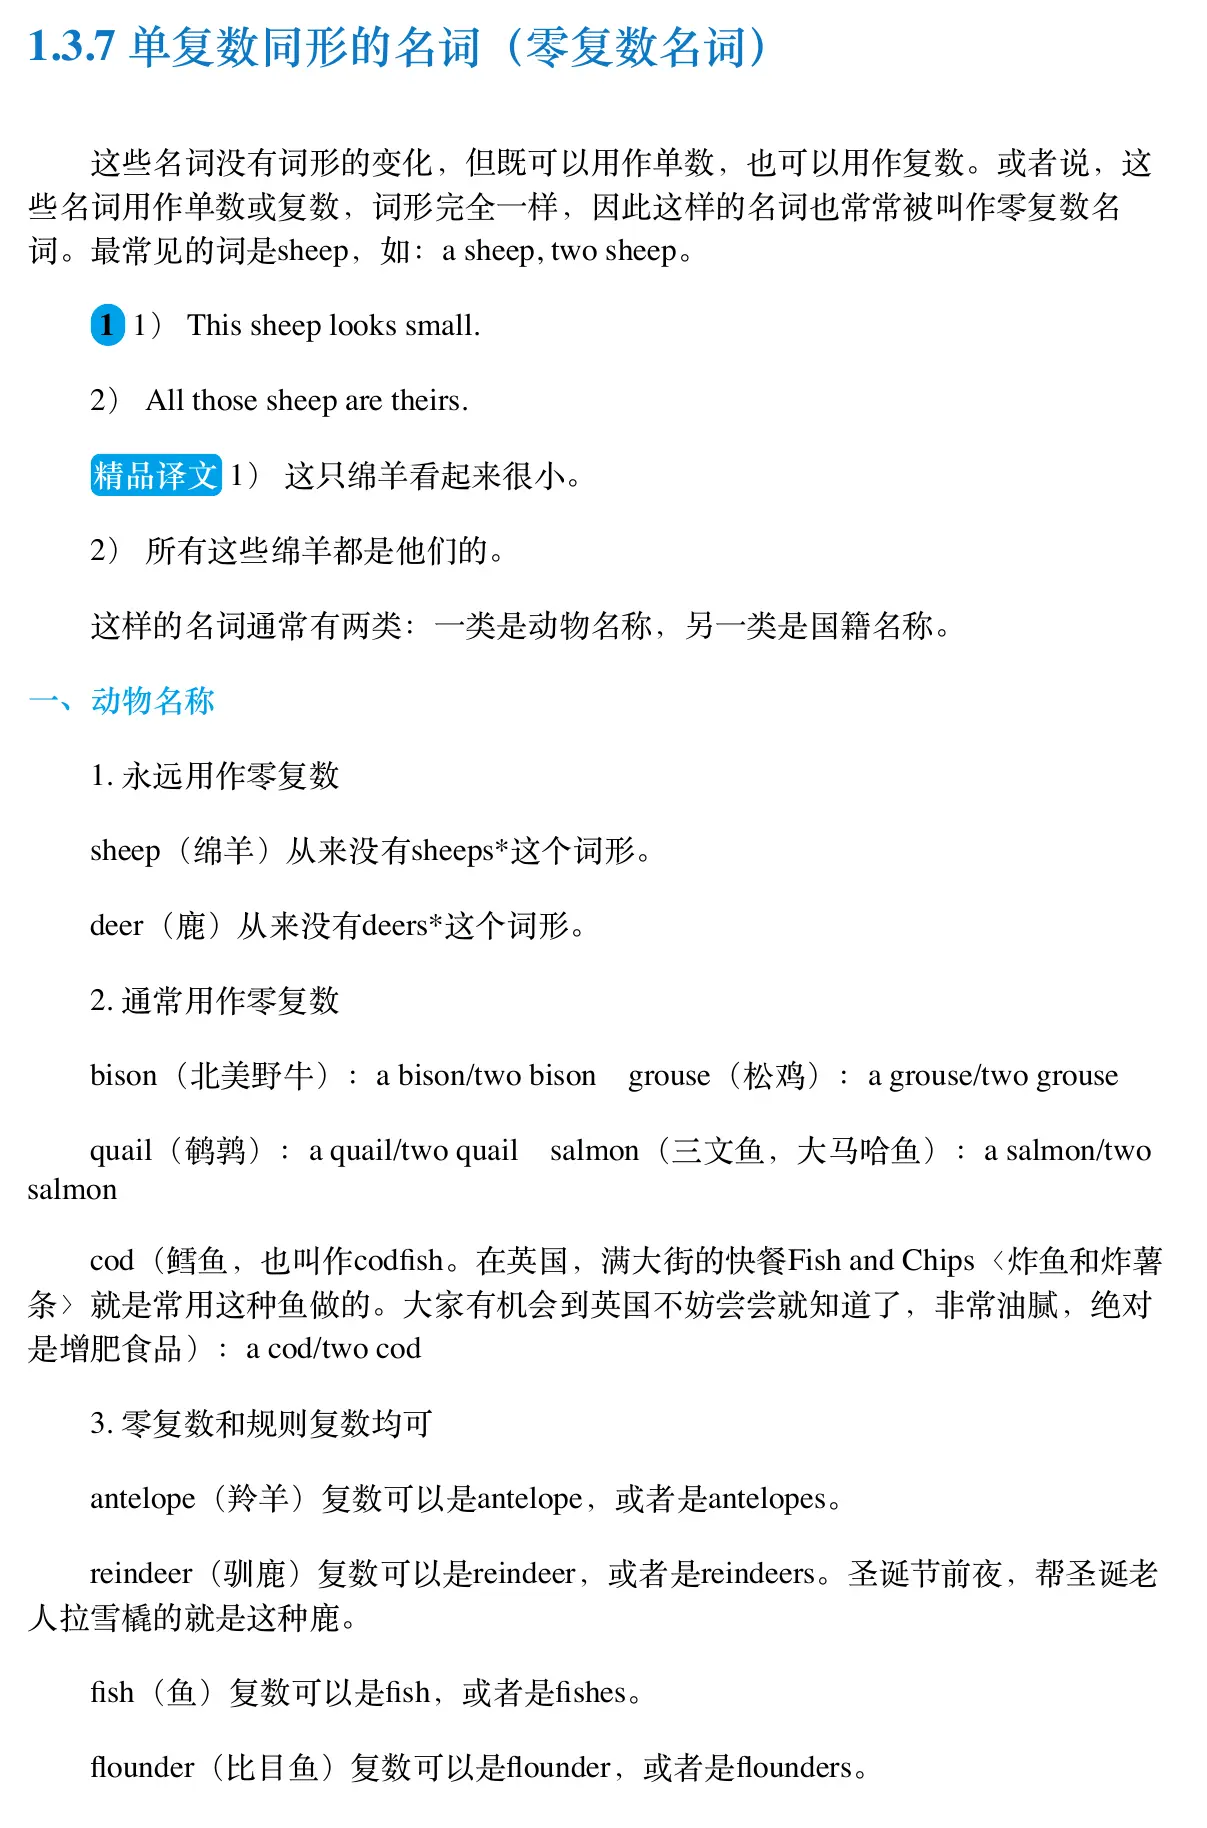 1.3.7 单复数同形的名词（零复数名词）
这些名词没有词形的变化，但既可以用作单数，也可以用作复数。或者说，这
些名词用作单数或复数，词形完全一样，因此这样的名词也常常被叫作零复数名
词。最常见的词是sheep，如：a sheep, two sheep。
1 1） This sheep looks small.
2） All those sheep are theirs.
精品译文 1） 这只绵羊看起来很小。
2） 所有这些绵羊都是他们的。
这样的名词通常有两类：一类是动物名称，另一类是国籍名称。
一、动物名称
1. 永远用作零复数
sheep（绵羊）从来没有sheeps*这个词形。
deer（鹿）从来没有deers*这个词形。
2. 通常用作零复数
bison（北美野牛）：a bison/two bison　grouse（松鸡）：a grouse/two grouse
quail（鹌鹑）：a quail/two quail　salmon（三文鱼，大马哈鱼）：a salmon/two
salmon
cod（鳕鱼，也叫作codfish。在英国，满大街的快餐Fish and Chips〈炸鱼和炸薯
条〉就是常用这种鱼做的。大家有机会到英国不妨尝尝就知道了，非常油腻，绝对
是增肥食品）：a cod/two cod
3. 零复数和规则复数均可
antelope（羚羊）复数可以是antelope，或者是antelopes。
reindeer（驯鹿）复数可以是reindeer，或者是reindeers。圣诞节前夜，帮圣诞老
人拉雪橇的就是这种鹿。
fish（鱼）复数可以是fish，或者是fishes。
flounder（比目鱼）复数可以是flounder，或者是flounders。